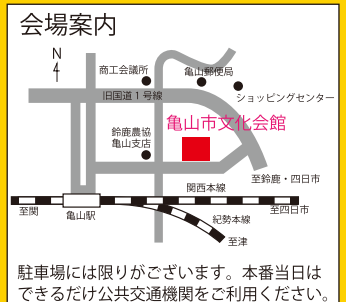 会場案内
N
商工会議所
亀山郵便局
ショッピングセンター
旧国道1号線
亀山市文化会館
鈴鹿農協
亀山支店
至鈴鹿・四日市
関西本線
至関
亀山駅
至四日市
紀勢本線
至津
駐車場には限りがございます。本番当日は
できるだけ公共交通機関をご利用ください。